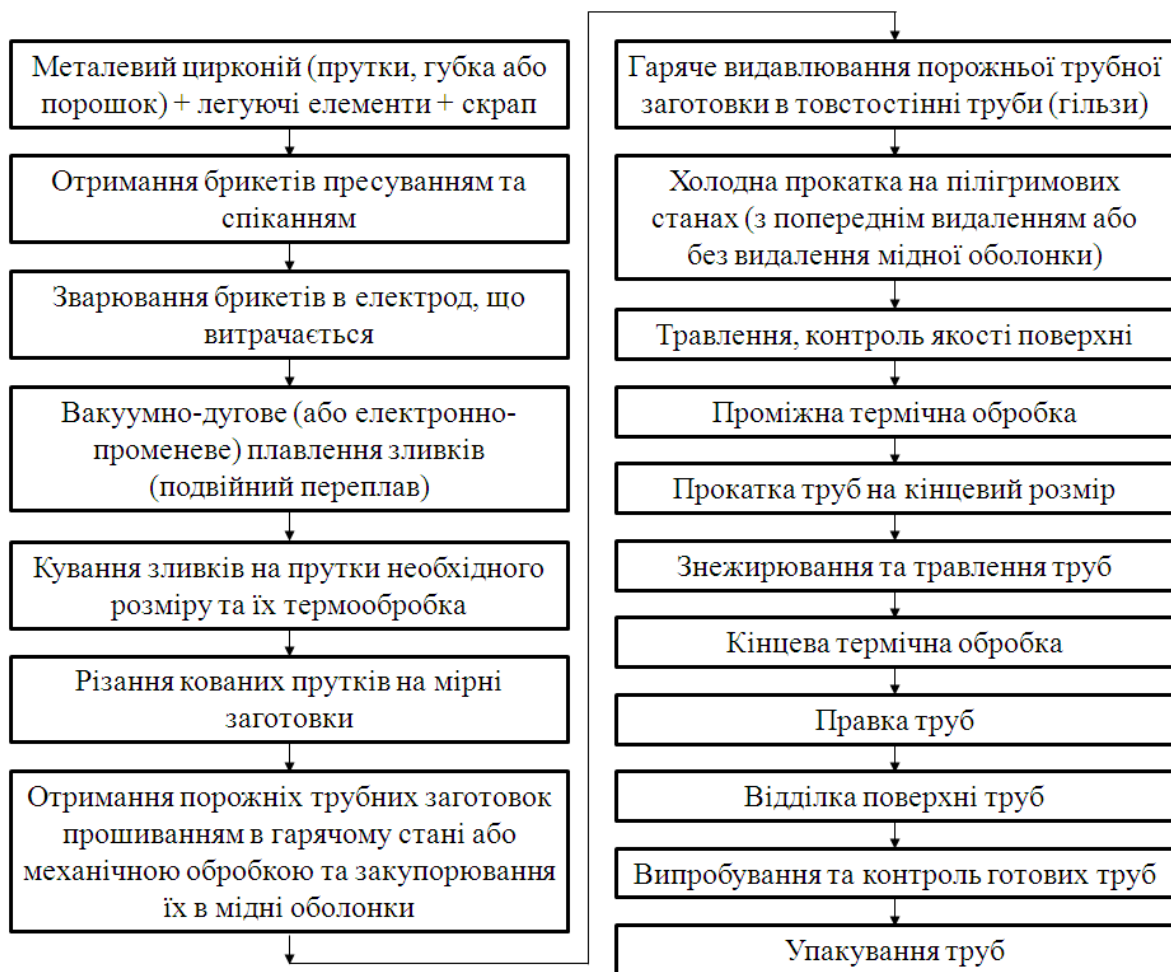 Металевий цирконій (прутки, губка або
порошок) + легуючі елементи + скрап
Отримання брикетів пресуванням та
спіканням
Зварювання брикетів в електрод, що
витрачається
Вакуумно-дугове (або електронно-
променеве) плавлення зливків
(подвійний переплав)
Кування зливків на прутки необхідного
розміру та їх термообробка
Різання кованих прутків на мірні
заготовки
Отримання порожніх трубних заготовок
прошиванням в гарячому стані або
механічною обробкою та закупорювання
їх в мідні оболонки
Гаряче видавлювання порожньої трубної
заготовки в товстостінні труби (гільзи)
Холодна прокатка на пілігримових
станах (з попереднім видаленням або
без видалення мідної оболонки)
Травлення, контроль якості поверхні
Проміжна термічна обробка
Прокатка труб на кінцевий розмір
Знежирювання та травлення труб
Кінцева термічна обробка
Правка труб
Відділка поверхні труб
Випробування та контроль готових труб
Упакування труб